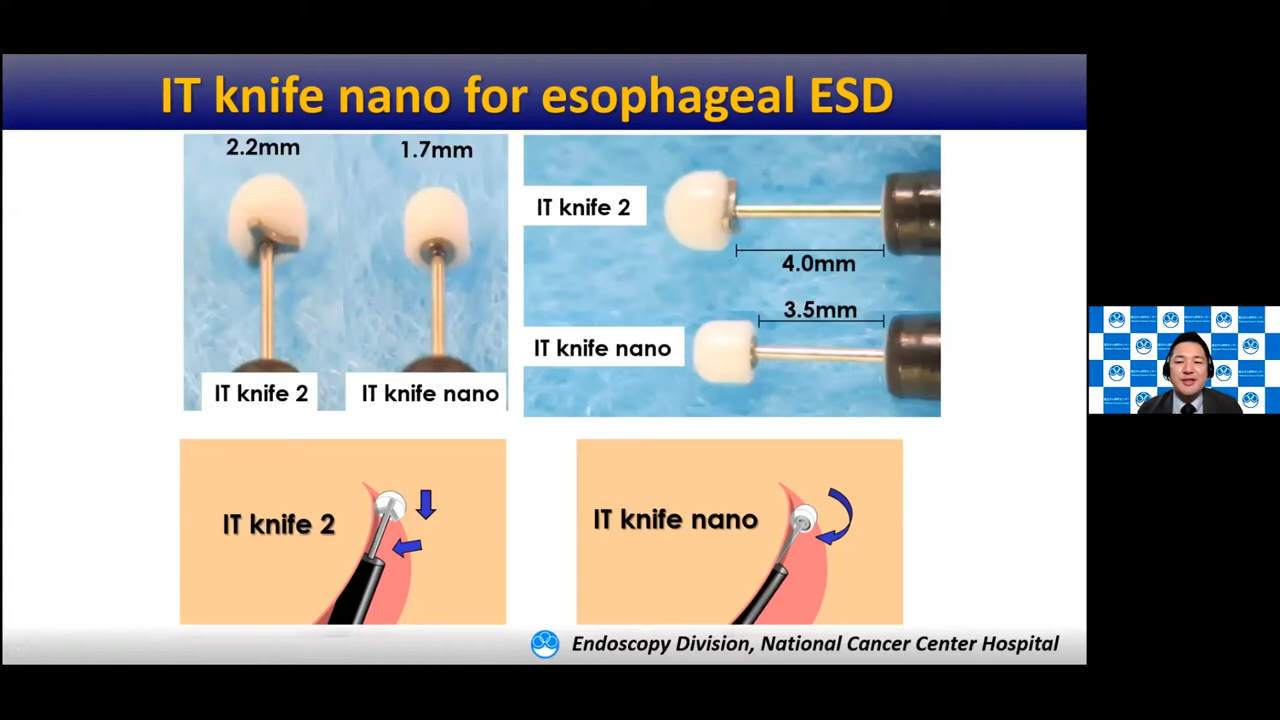 IT knife nano for esophageal ESD
2.2mm
1.7mm
IT knife 2
IT knife nano
IT knife 2
4.0mm
3.5mm
IT knife nano
IT knife 2
IT knife nano
Endoscopy Division, National Cancer Center Hospital